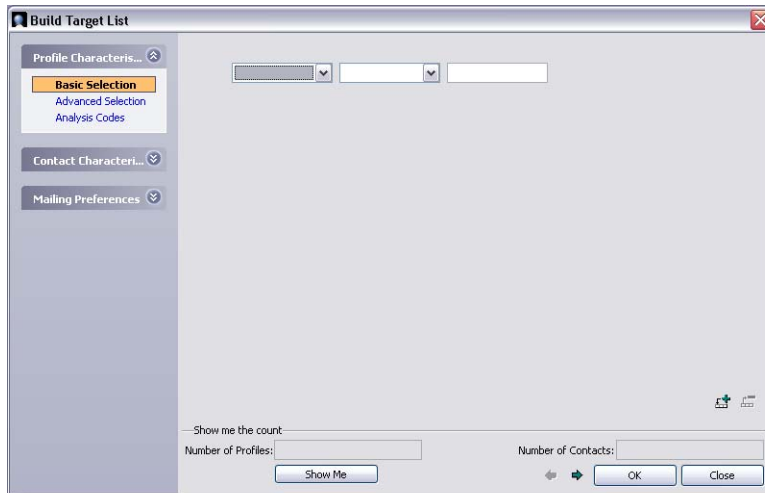 Build Target List
Profile Characteris...
Basic Selection
Advanced Selection
Analysis Codes
Contact Characteri...
Mailing Preferences
Show me the count
Number of Profiles:
Number of Contacts:
Show Me
OK
Close